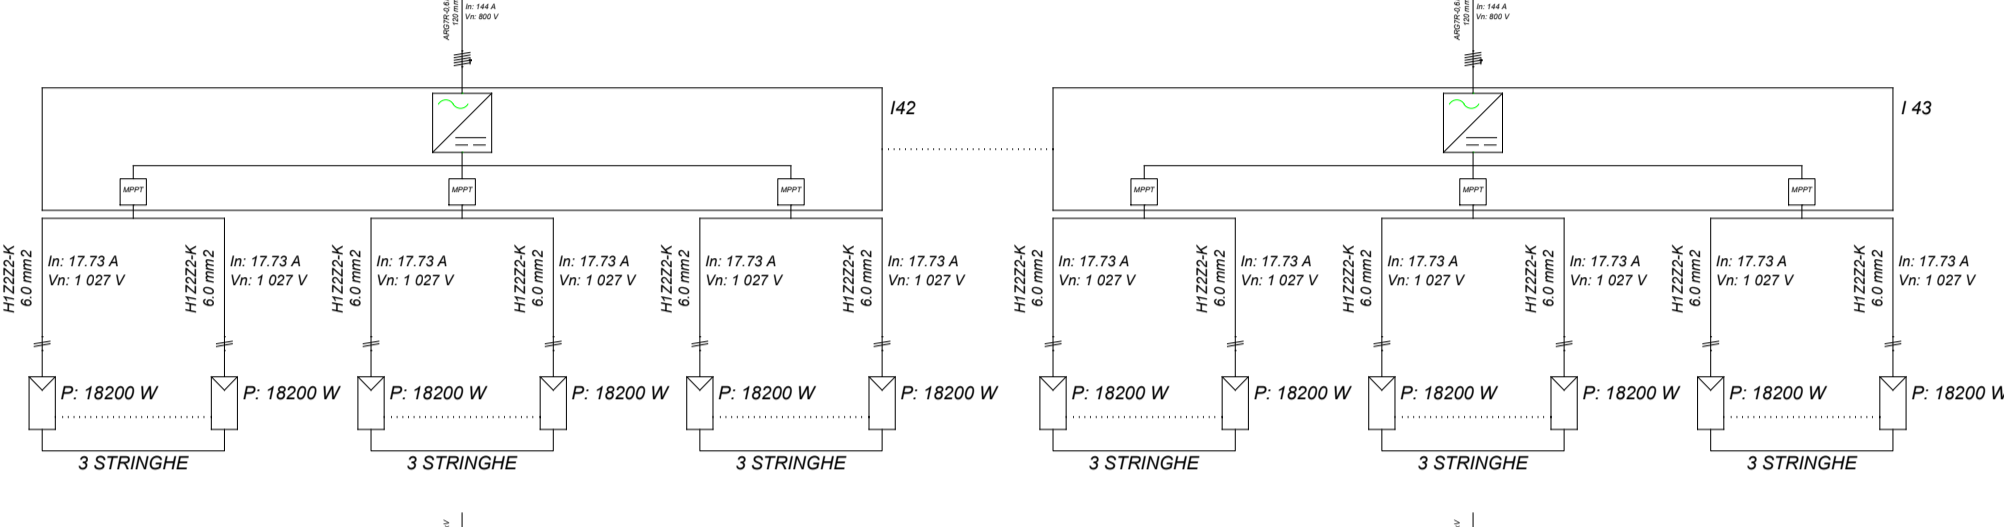 In: 144 A
Vn: 800 V
120 mm
In: 144 A
Vn: 800 V
120 mm
I42
I 43
MPPT
MPPT
MPPT
MPPT
MPPT
MPPT
H1Z2Z2-K
6.0 mm2
In: 17.73 A
Vn: 1 027 V
H1Z2Z2-K
6.0 mm2
In: 17.73 A
Vn: 1 027 V
H1Z2Z2-K
6.0 mm2
In: 17.73 A
Vn: 1 027 V
H1Z2Z2-K
6.0 mm2
In: 17.73 A
Vn: 1 027 V
H1Z2Z2-K
6.0 mm2
In: 17.73 A
Vn: 1 027 V
H1Z2Z2-K
6.0 mm2
In: 17.73 A
Vn: 1 027 V
H1Z2Z2-K
6.0 mm2
In: 17.73 A
Vn: 1 027 V
H1Z2Z2-K
6.0 mm2
In: 17.73 A
Vn: 1 027 V
H1Z2Z2-K
6.0 mm2
In: 17.73 A
Vn: 1 027 V
H1Z2Z2-K
6.0 mm2
In: 17.73 A
Vn: 1 027 V
H1Z2Z2-K
6.0 mm2
In: 17.73 A
Vn: 1 027 V
H1Z2Z2-K
6.0 mm2
In: 17.73 A
Vn: 1 027 V
P: 18200 W
P: 18200 W
P: 18200 W
P: 18200 W
P: 18200 W
P: 18200 W
P: 18200 W
P: 18200 W
P: 18200 W
P: 18200 W
P: 18200 W
P: 18200 W
3 STRINGHE
3 STRINGHE
3 STRINGHE
3 STRINGHE
3 STRINGHE
3 STRINGHE